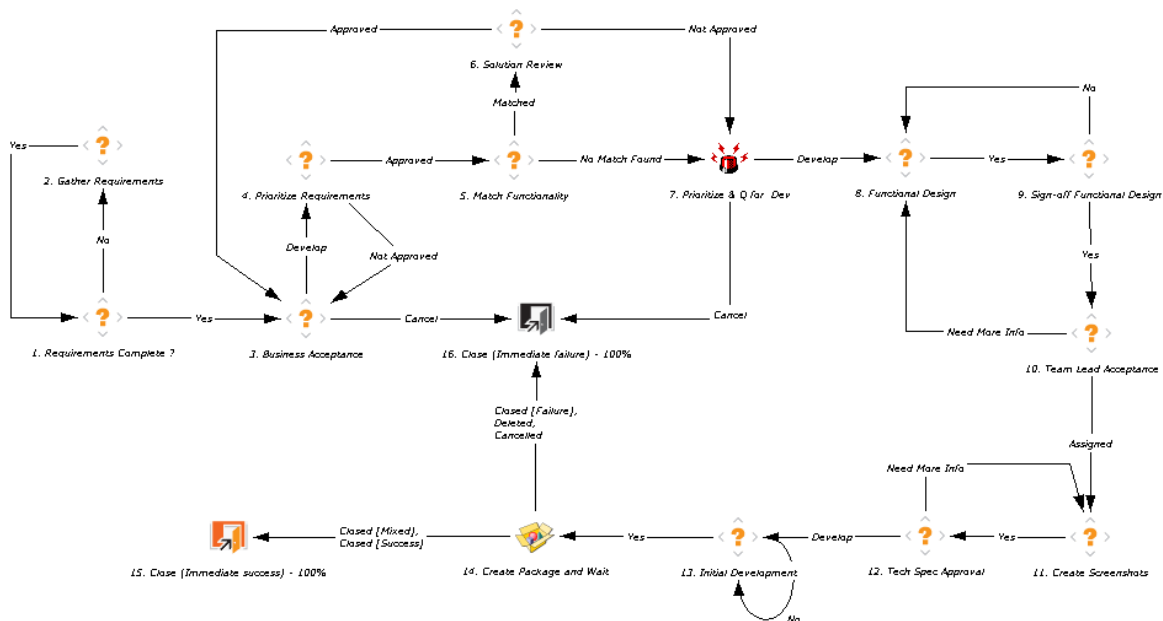 Approved
Not Approved
6. Solution Review
No
Matched
Yes
2. Gather Requirements
Approved
No Match Found
Develop
Yes
4. Prioritize Requirements
5. Match Functionality
7. Prioritize & Q for Dev
8. Functional Design
9. Sign-off Functional Design
No
Develop
Not Approved
Yes
Yes
Cancel
Cancel
Need More Info
1. Requirements Complete ?
3. Business Acceptance
16. Close (Immediate failure) - 100%
10. Team Lead Acceptance
Closed [Failure],
Deleted,
Cancelled
Assigned
Need More Info
Closed [Mixed],
Closed [Success]
Yes
Develop
Yes
15. Close (Immediate success) - 100%
14. Create Package and Wait
13. Initial Development
12. Tech Spec Approval
11. Create Screenshots
No